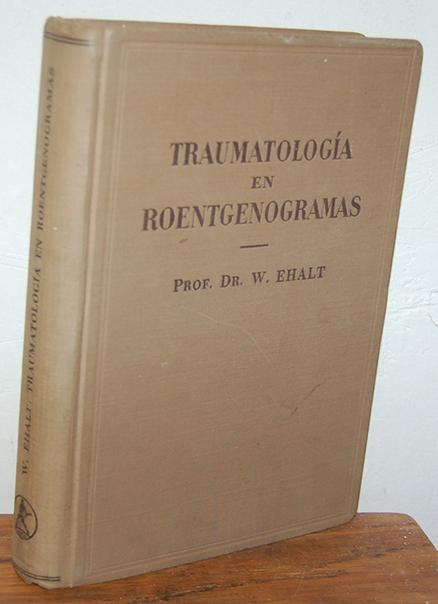 TRAUMATOLOGÍA
EN
ROENTGENOGRAMAS
PROF. DR. W. EHALT
W. EHALT: TRAUMATOLOGÍA EN ROENTGENOGRAMAS